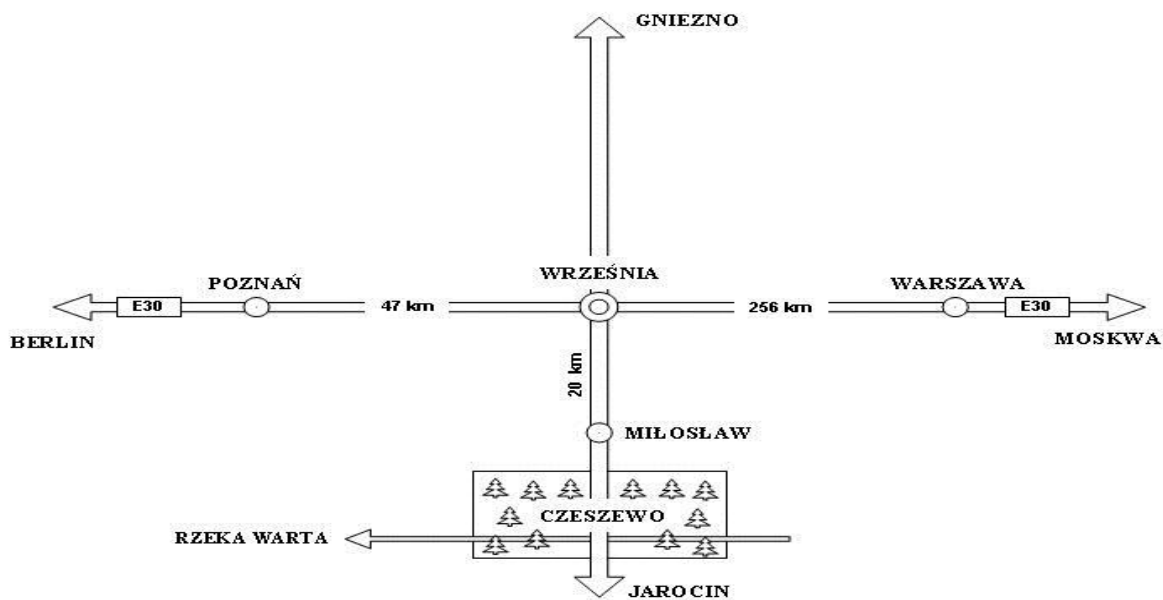 GNIEZNO
POZNAŃ
WRZEŚNIA
WARSZAWA
E30
47 km
256 km
E30
BERLIN
MOSKWA
20 km
MIŁOSŁAW
CZESZEWO
RZEKA WARTA
JAROCIN